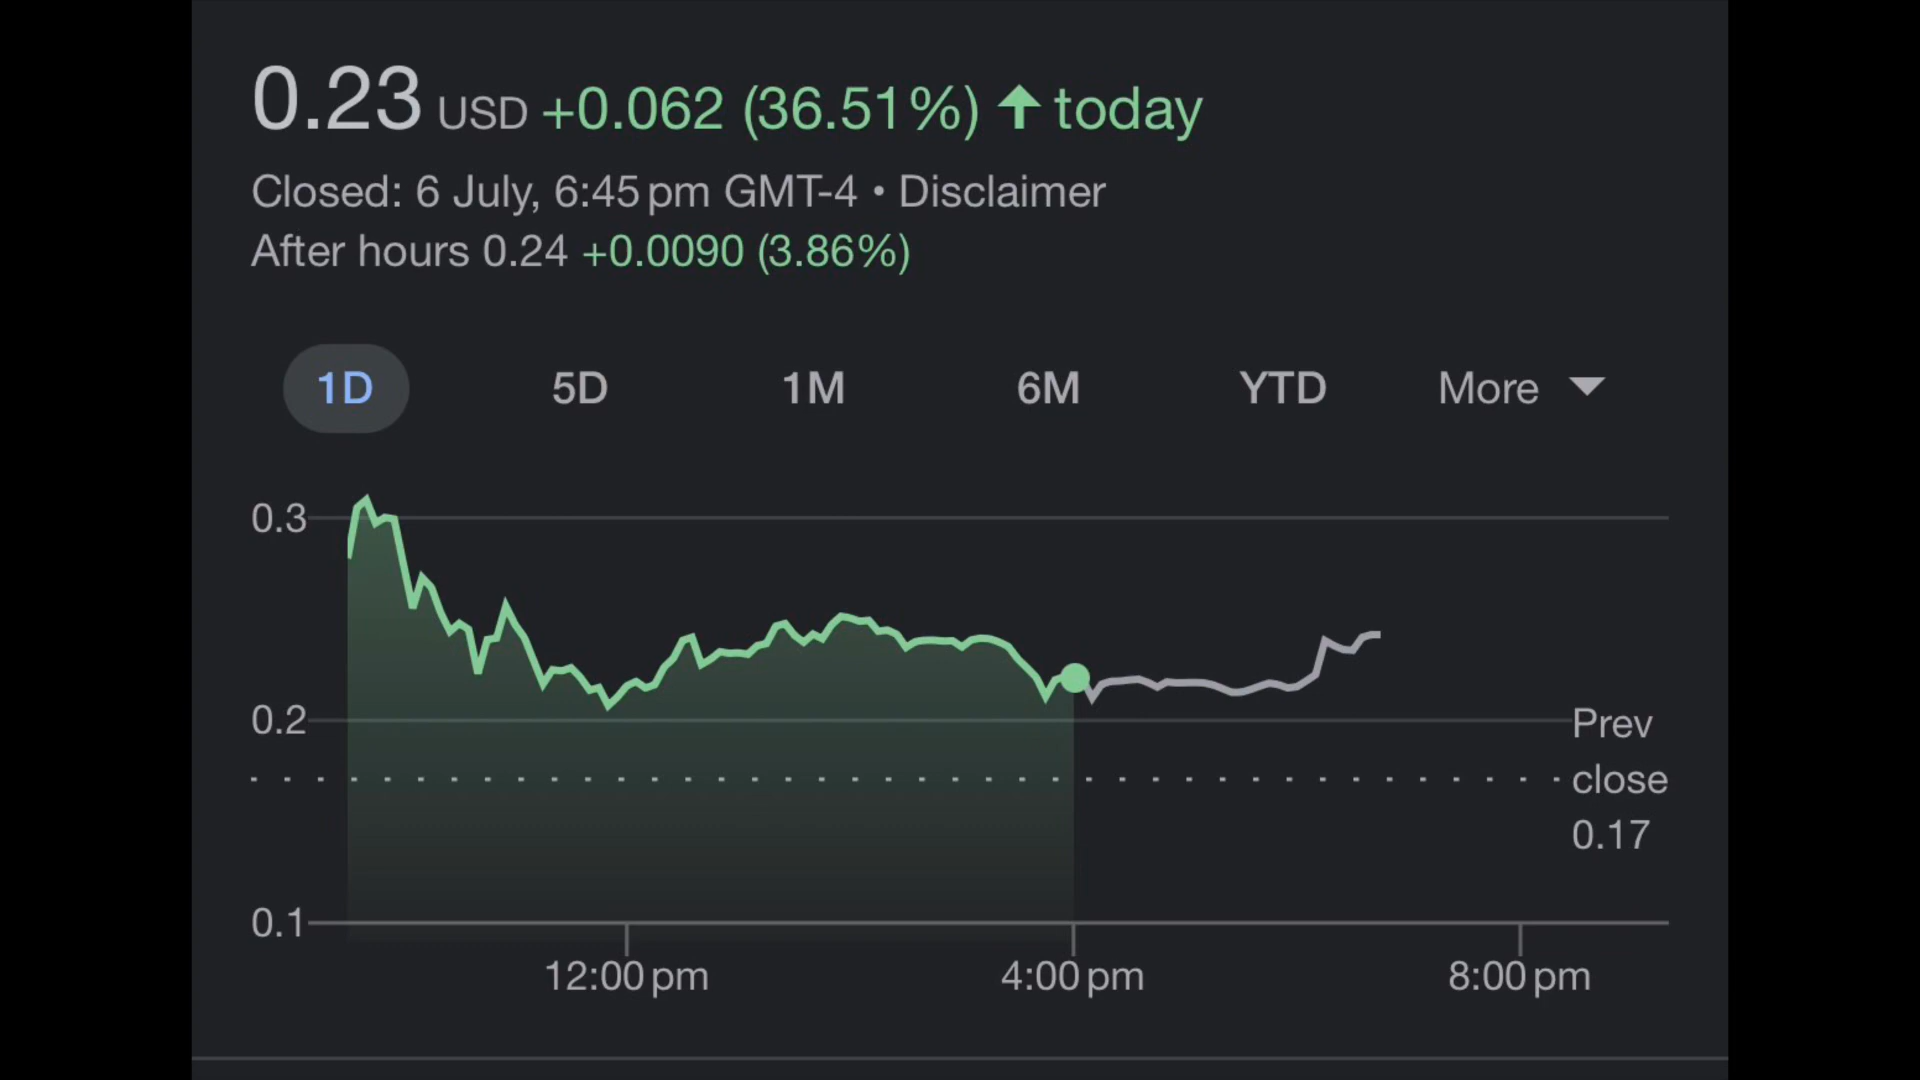 0.23 USD +0.062 (36.51%) ↑ today
Closed: 6 July, 6:45 pm GMT-4 • Disclaimer
After hours 0.24 +0.0090 (3.86%)
1D 5D 1M 6M YTD More
0.3
0.2
Prev
close
0.17
0.1
12:00 pm 4:00 pm 8:00 pm